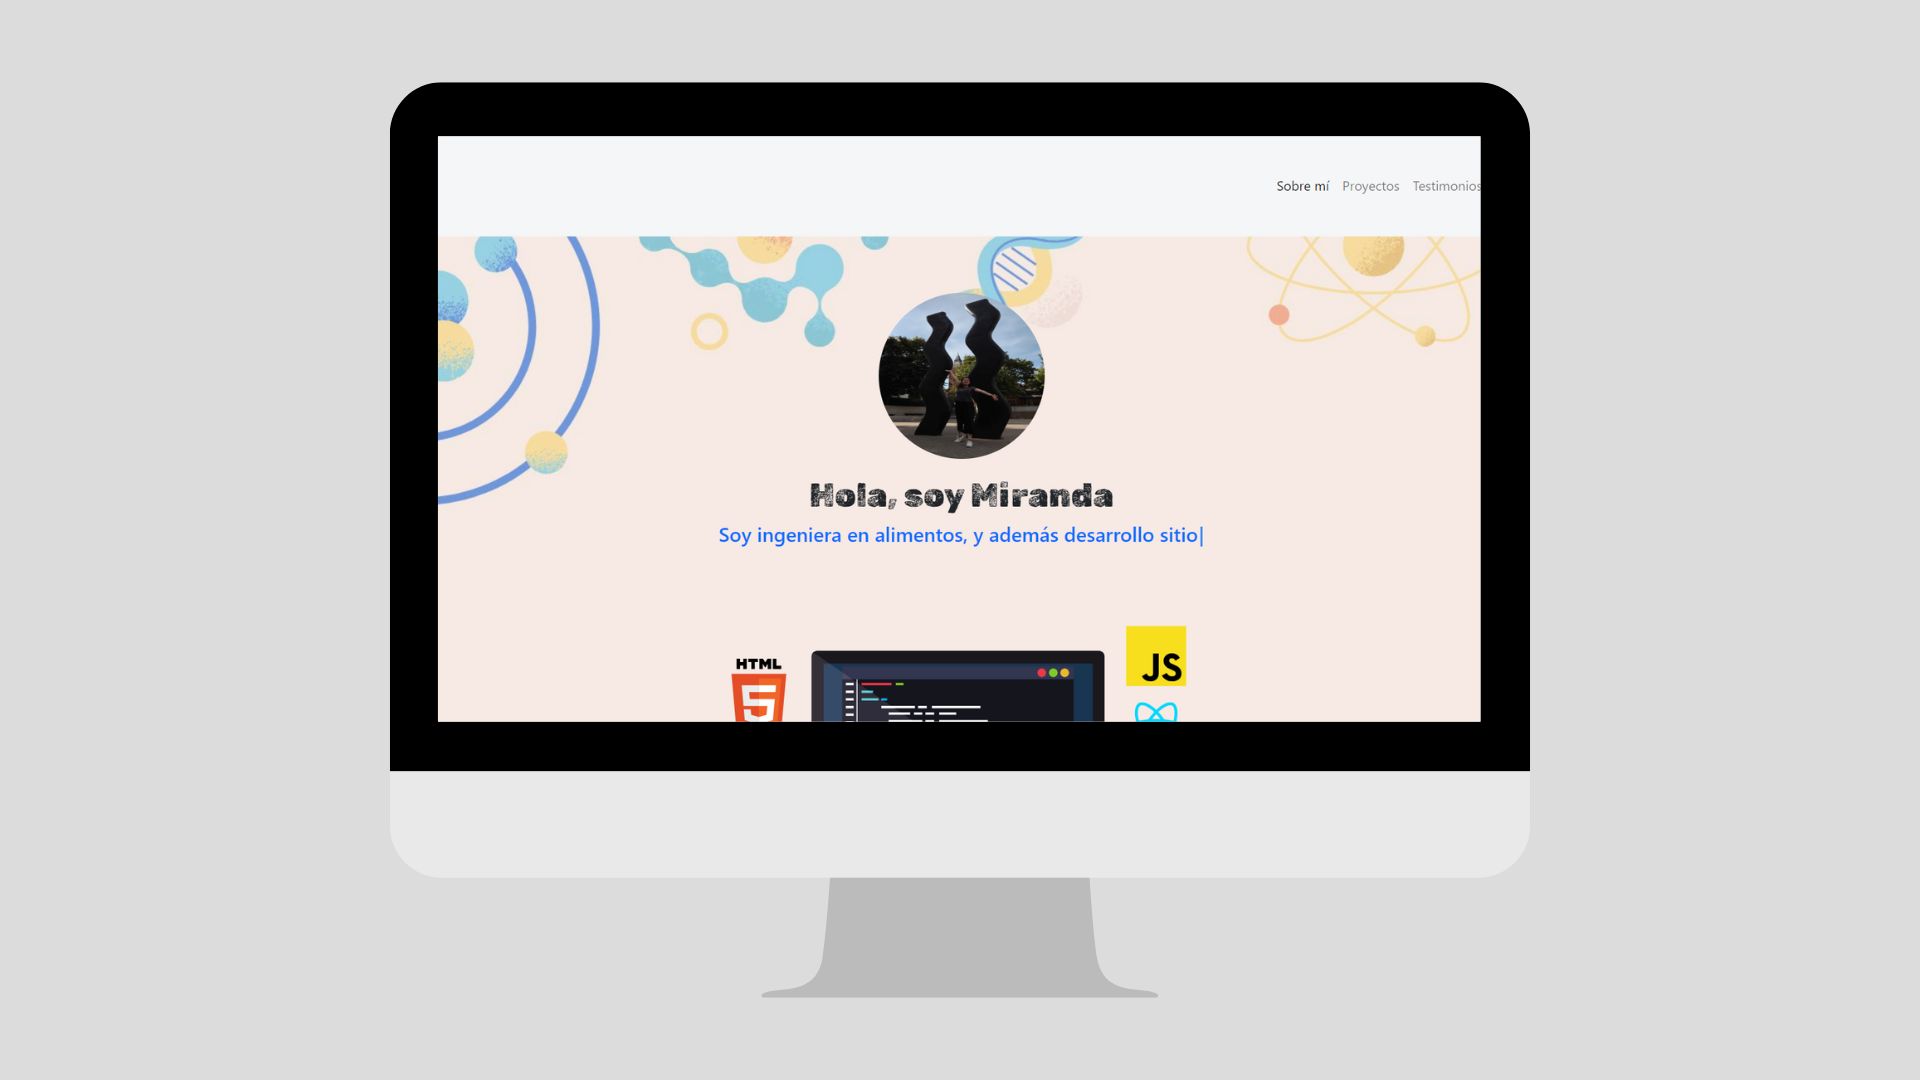 Sobre mí Proyectos Testimonios
Hola, soy Miranda
Soy ingeniera en alimentos, y además desarrollo sitio|
HTML
5
JS